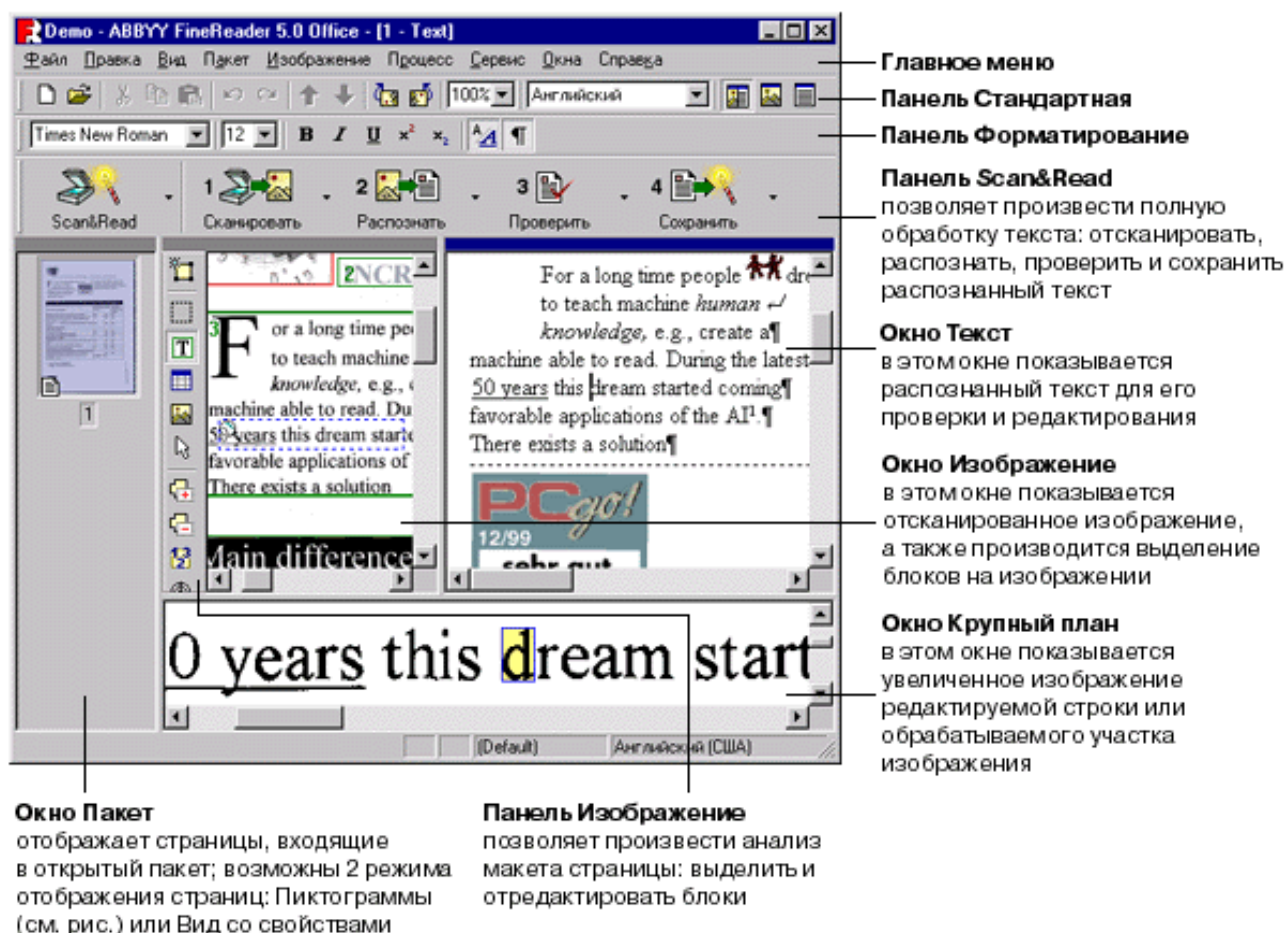 Demo - ABBYY FineReader 5.0 Office - [1 - Text]
Файл Правка Вид Пакет Изображение Процесс Сервис Окна Справка
100% Английский
Times New Roman 12 B I U x² x₂ A A ¶
Scan&Read 1 Сканировать 2 Распознать 3 Проверить 4 Сохранить
1
2 NCR
3
For a long time peo
to teach machine
knowledge, e.g.,
machine able to read. Du
50 years this dream starte
favorable applications of
There exists a solution
Main difference
For a long time people dre
to teach machine human ↵
knowledge, e.g., create a¶
machine able to read. During the latest
50 years this dream started coming¶
favorable applications of the AI¹.¶
There exists a solution¶
PC go!
12/99
sehr gut
0 years this dream start
(Default) Английский (США)
Главное меню
Панель Стандартная
Панель Форматирование
Панель Scan&Read
позволяет произвести полную
обработку текста: отсканировать,
распознать, проверить и сохранить
распознанный текст
Окно Текст
в этом окне показывается
распознанный текст для его
проверки и редактирования
Окно Изображение
в этом окне показывается
отсканированное изображение,
а также производится выделение
блоков на изображении
Окно Крупный план
в этом окне показывается
увеличенное изображение
редактируемой строки или
обрабатываемого участка
изображения
Окно Пакет
отображает страницы, входящие
в открытый пакет; возможны 2 режима
отображения страниц: Пиктограммы
(см. рис.) или Вид со свойствами
Панель Изображение
позволяет произвести анализ
макета страницы: выделить и
отредактировать блоки